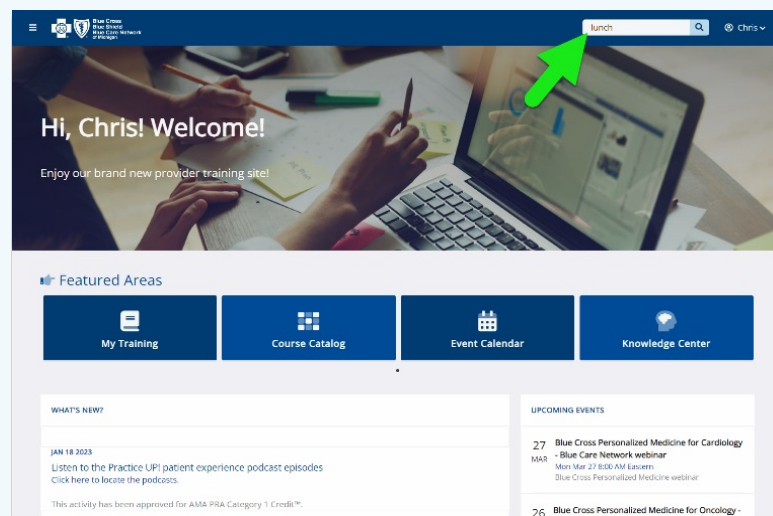 Blue Cross
Blue Shield
Blue Care Network
of Michigan
lunch
Chris
Hi, Chris! Welcome!
Enjoy our brand new provider training site!
Featured Areas
My Training
Course Catalog
Event Calendar
Knowledge Center
WHAT'S NEW?
JAN 18 2023
Listen to the Practice UP! patient experience podcast episodes
Click here to locate the podcasts.
This activity has been approved for AMA PRA Category 1 Credit™.
UPCOMING EVENTS
27 Blue Cross Personalized Medicine for Cardiology
MAR - Blue Care Network webinar
Mon Mar 27 8:00 AM Eastern
Blue Cross Personalized Medicine webinar
26 Blue Cross Personalized Medicine for Oncology -